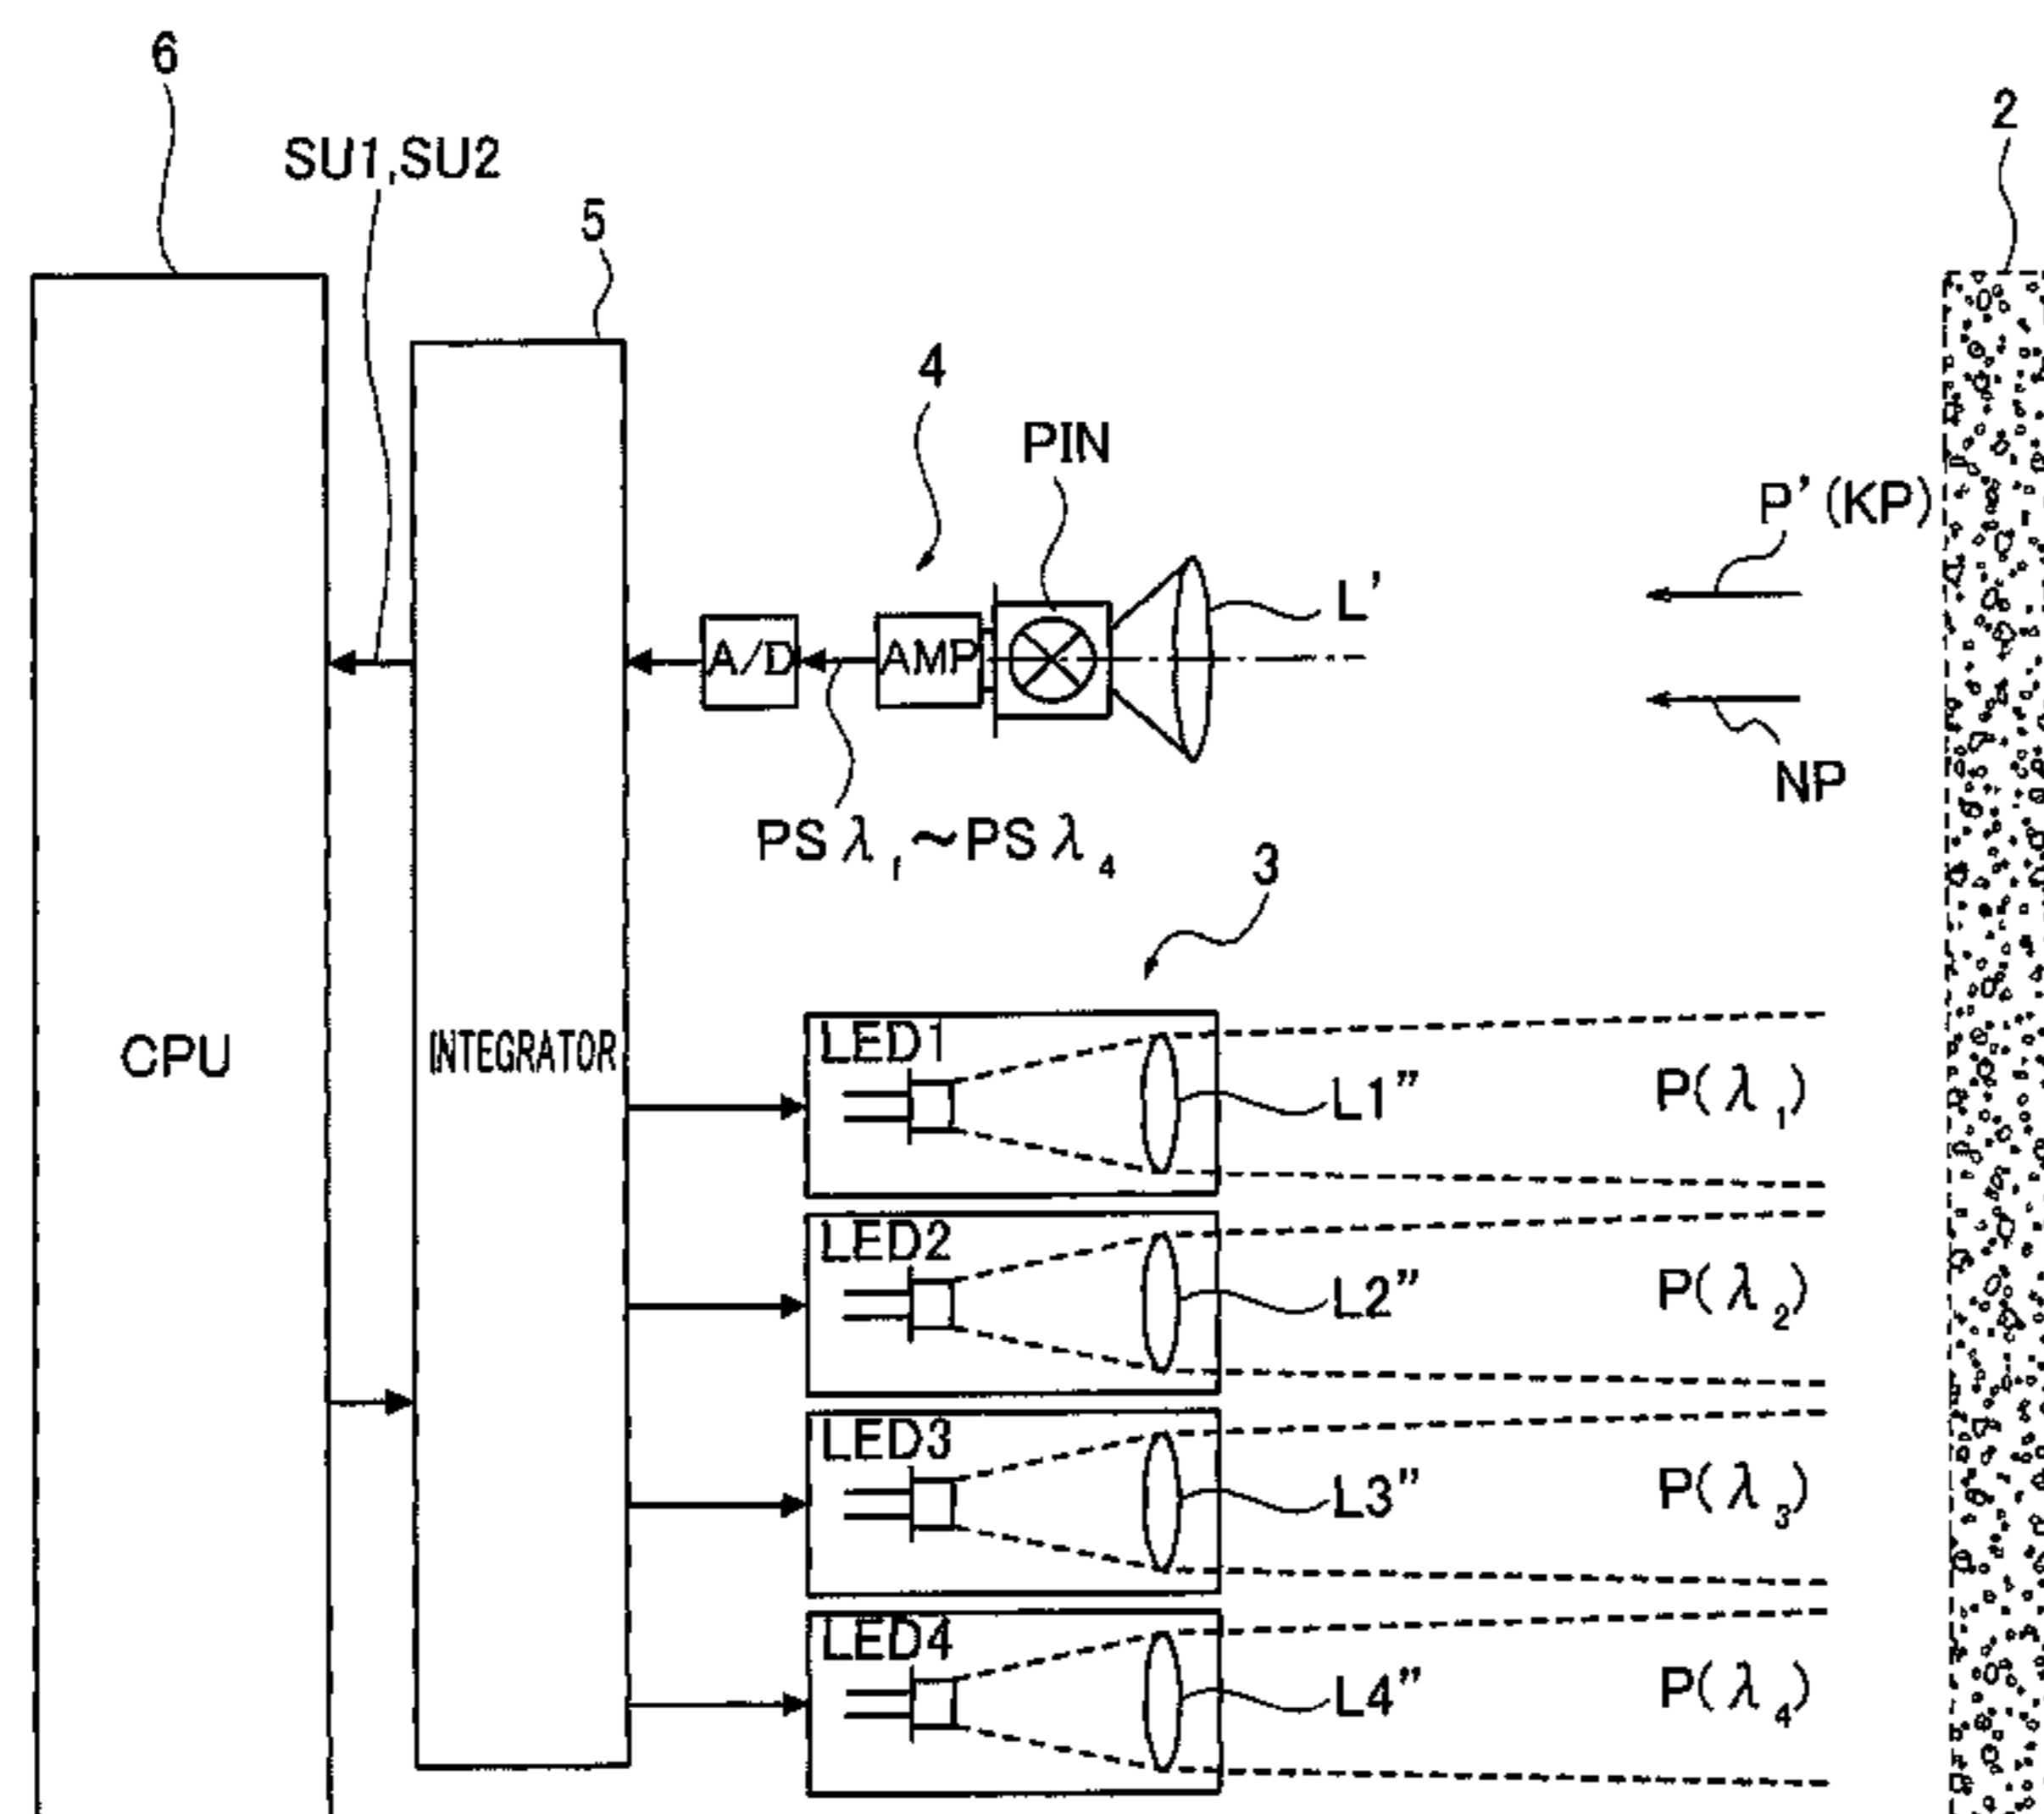 6
2
SU1,SU2
5
4
PIN
P'(KP)
L'
A/D
AMP
NP
PSλ₁~PSλ₄
3
CPU
INTEGRATOR
LED1
L1"
P(λ₁)
LED2
L2"
P(λ₂)
LED3
L3"
P(λ₃)
LED4
L4"
P(λ₄)